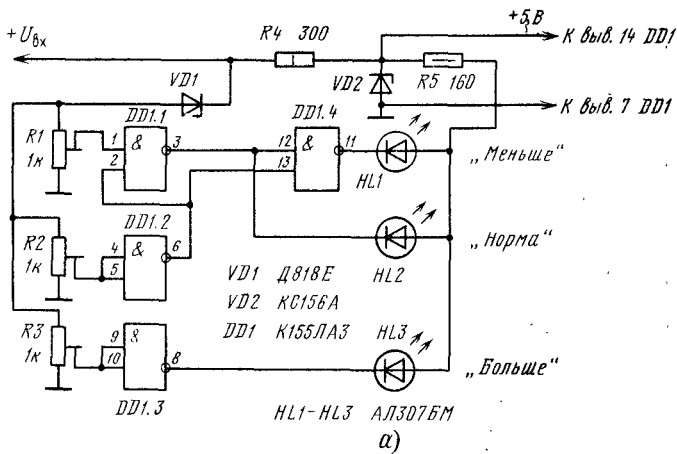 +5 В
+Uвх
R4 300
К выв. 14 DD1
VD1
VD2
R5 160
К выв. 7 DD1
DD1.1
DD1.4
R1
1к
1
2
&
3
12
13
&
11
HL1
„Меньше“
DD1.2
R2
1к
4
5
&
6
HL2
„Норма“
VD1 Д818Е
VD2 КС156А
DD1 К155ЛА3
R3
1к
9
10
&
8
HL3
„Больше“
DD1.3
HL1-HL3 АЛ307БМ
а)